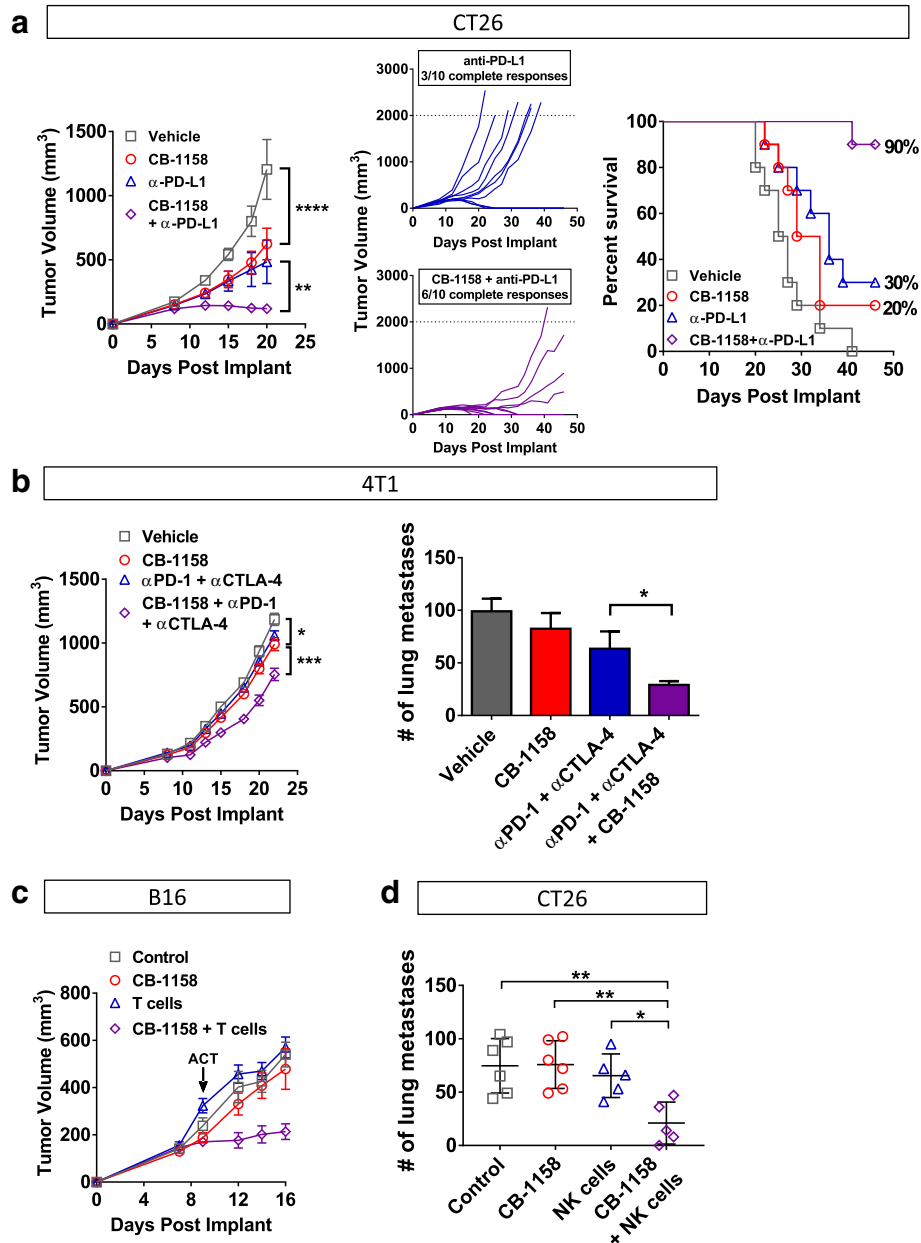 a
CT26
Tumor Volume (mm³)
1500
1000
500
0
0 5 10 15 20 25
Days Post Implant
Vehicle
CB-1158
α-PD-L1
CB-1158
+ α-PD-L1
****
**
anti-PD-L1
3/10 complete responses
Tumor Volume (mm³)
3000
2000
1000
0
0 10 20 30 40 50
Days Post Implant
CB-1158 + anti-PD-L1
6/10 complete responses
3000
2000
1000
0
0 10 20 30 40 50
Days Post Implant
Percent survival
100
80
60
40
20
0
0 10 20 30 40 50
Days Post Implant
90%
30%
20%
Vehicle
CB-1158
α-PD-L1
CB-1158+α-PD-L1
b
4T1
Vehicle
CB-1158
αPD-1 + αCTLA-4
CB-1158 + αPD-1
+ αCTLA-4
Tumor Volume (mm³)
1500
1000
500
0
0 5 10 15 20 25
Days Post Implant
*
***
# of lung metastases
150
100
50
0
*
Vehicle
CB-1158
αPD-1 + αCTLA-4
αPD-1 + αCTLA-4
+ CB-1158
c
B16
Control
CB-1158
T cells
CB-1158 + T cells
Tumor Volume (mm³)
800
600
400
200
0
ACT
0 4 8 12 16
Days Post Implant
d
CT26
# of lung metastases
150
100
50
0
**
**
*
Control
CB-1158
NK cells
CB-1158
+ NK cells